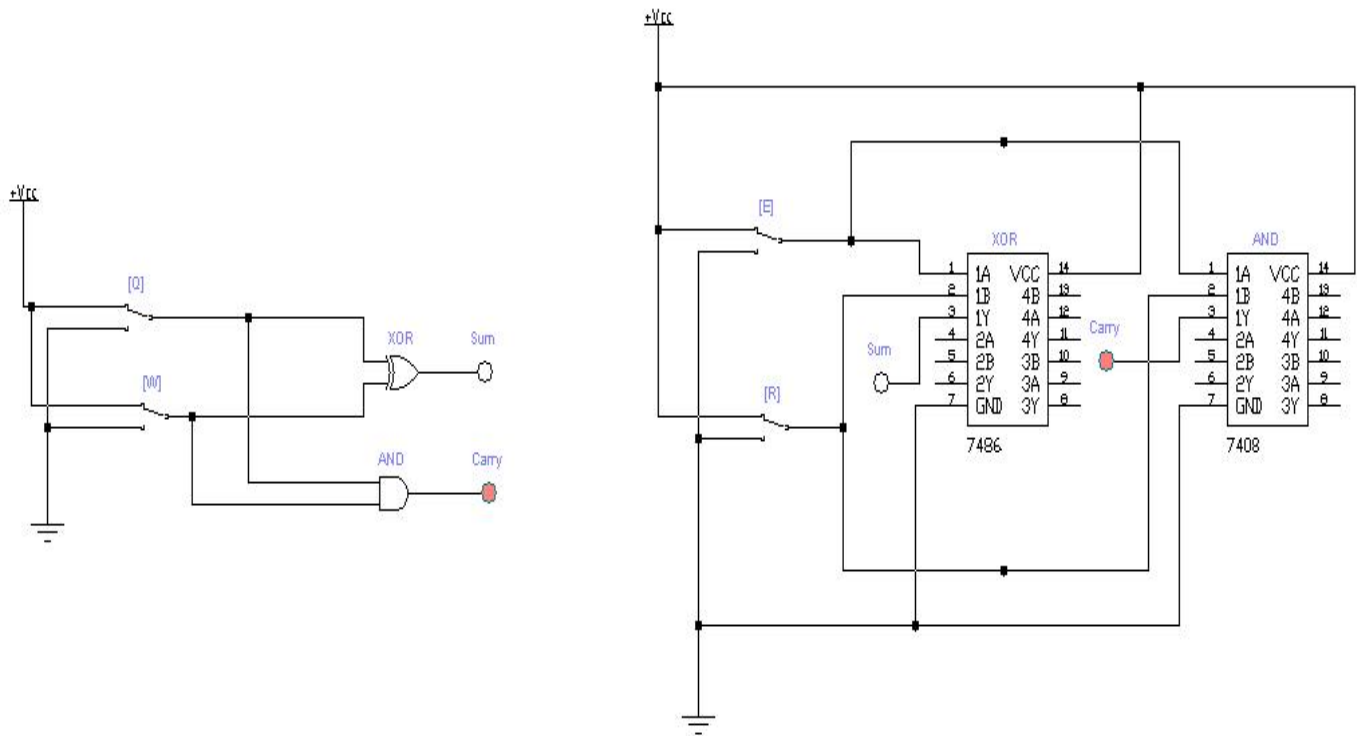 +Vcc
[Q]
[W]
XOR
Sum
AND
Carry
+Vcc
[E]
[R]
Sum
XOR
1 1A VCC 14
2 1B 4B 13
3 1Y 4A 12
4 2A 4Y 11
5 2B 3B 10
6 2Y 3A 9
7 GND 3Y 8
7486
Carry
AND
1 1A VCC 14
2 1B 4B 13
3 1Y 4A 12
4 2A 4Y 11
5 2B 3B 10
6 2Y 3A 9
7 GND 3Y 8
7408